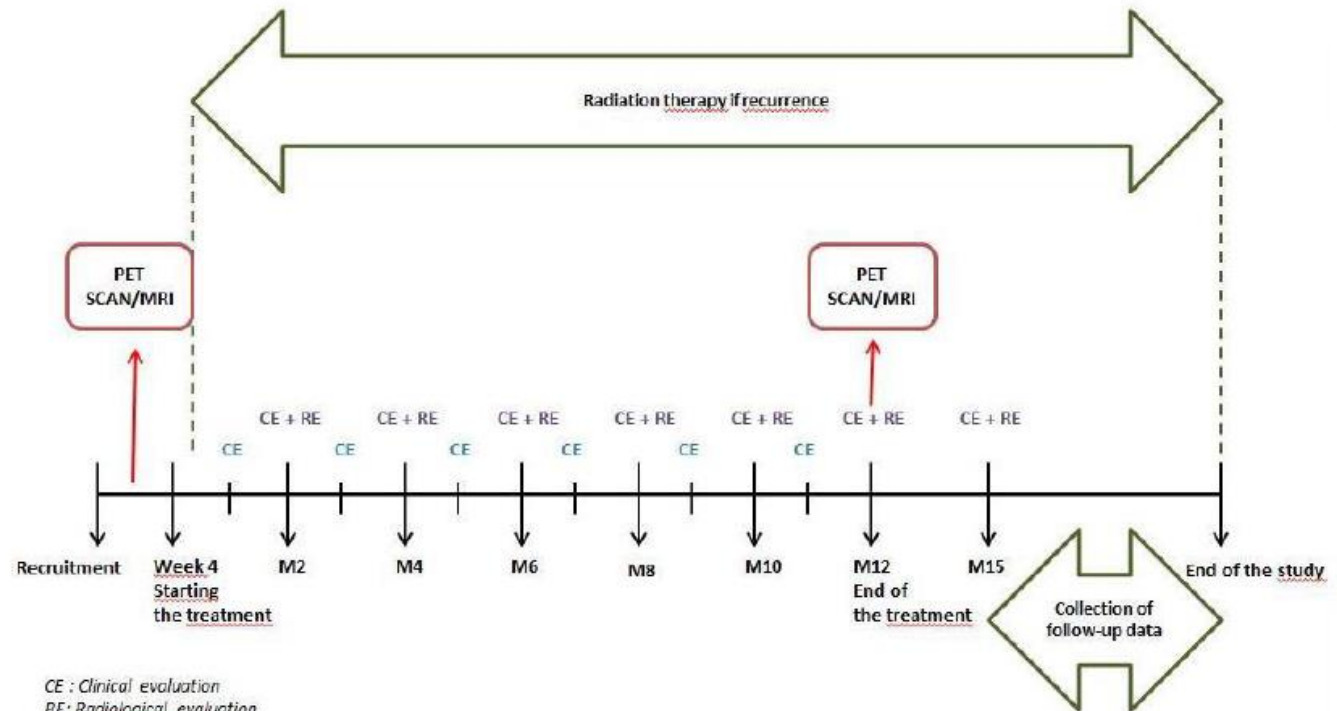 Radiation therapy if recurrence
PET
SCAN/MRI
PET
SCAN/MRI
CE + RE
CE + RE
CE + RE
CE + RE
CE + RE
CE + RE
CE + RE
CE
CE
CE
CE
CE
CE
Recruitment
Week 4
Starting
the treatment
M2
M4
M6
M8
M10
M12
End of
the treatment
M15
End of the study
Collection of
follow-up data
CE : Clinical evaluation
RE: Radiological evaluation